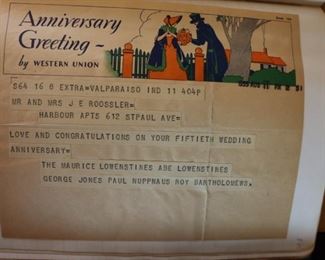 Anniversary
Greeting -
by WESTERN UNION
S64 16 6 EXTRA=VALPARAISO IND 11 404P
MR AND MRS J E ROOSSLER=
HARBOUR APTS 612 STPAUL AVE=
LOVE AND CONGRATULATIONS ON YOUR FIFTIETH WEDDING
ANNIVERSARY=
THE MAURICE LOWENSTINES ABE LOWENSTINES
GEORGE JONES PAUL NUPPNAUS ROY BARTHOLOMEWS.